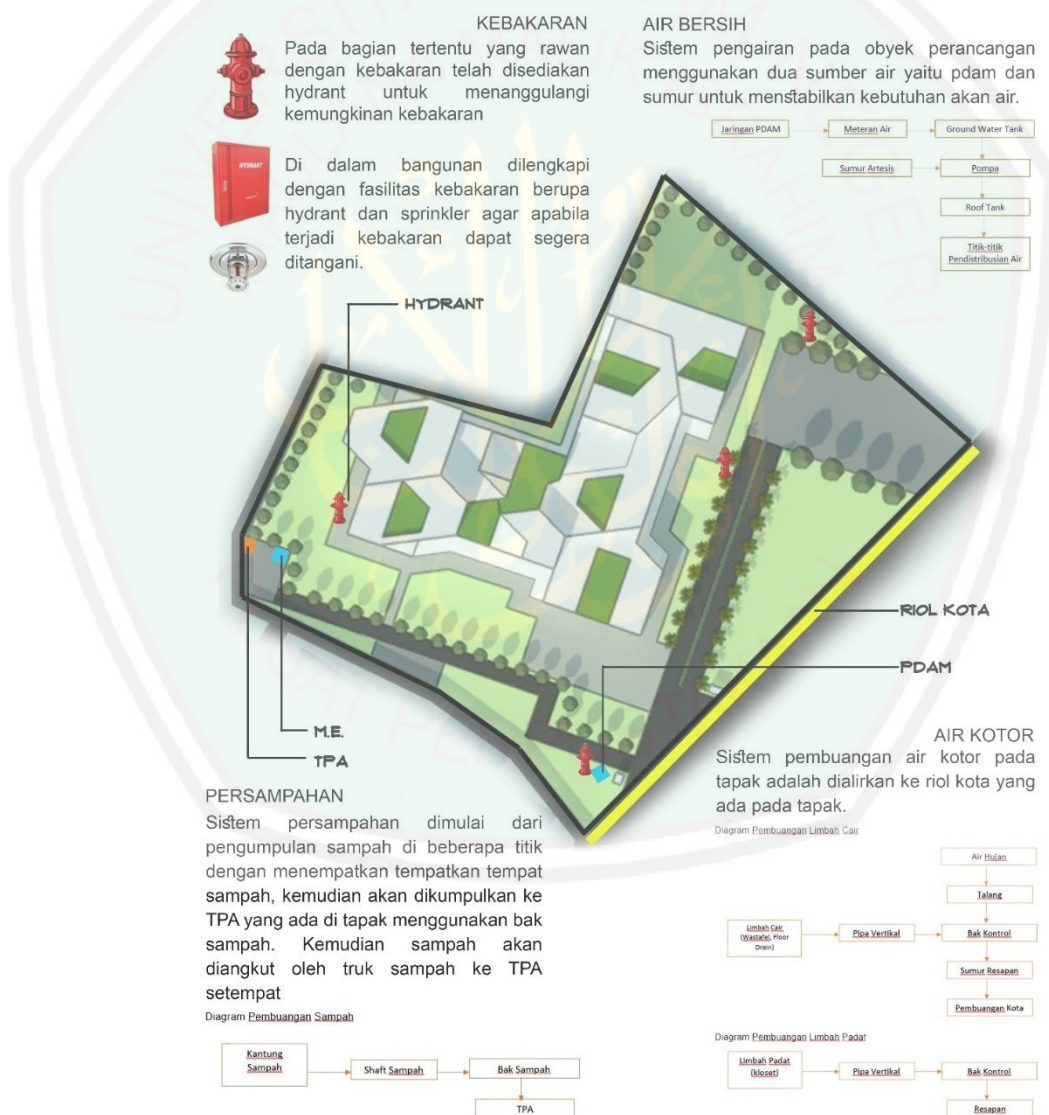 KEBAKARAN
Pada bagian tertentu yang rawan
dengan kebakaran telah disediakan
hydrant untuk menanggulangi
kemungkinan kebakaran
HYDRANT
Di dalam bangunan dilengkapi
dengan fasilitas kebakaran berupa
hydrant dan sprinkler agar apabila
terjadi kebakaran dapat segera
ditangani.
AIR BERSIH
Sistem pengairan pada obyek perancangan
menggunakan dua sumber air yaitu pdam dan
sumur untuk menstabilkan kebutuhan akan air.
Jaringan PDAM
Meteran Air
Ground Water Tank
Sumur Artesis
Pompa
Roof Tank
Titik-titik
Pendistribusian Air
HYDRANT
RIOL KOTA
PDAM
M.E.
TPA
PERSAMPAHAN
Sistem persampahan dimulai dari
pengumpulan sampah di beberapa titik
dengan menempatkan tempatkan tempat
sampah, kemudian akan dikumpulkan ke
TPA yang ada di tapak menggunakan bak
sampah. Kemudian sampah akan
diangkut oleh truk sampah ke TPA
setempat
Diagram Pembuangan Sampah
Kantung
Sampah
Shaft Sampah
Bak Sampah
TPA
AIR KOTOR
Sistem pembuangan air kotor pada
tapak adalah dialirkan ke riol kota yang
ada pada tapak.
Diagram Pembuangan Limbah Cair
Air Hujan
Talang
Limbah Cair
(Wastafel, Floor
Drain)
Pipa Vertikal
Bak Kontrol
Sumur Resapan
Pembuangan Kota
Diagram Pembuangan Limbah Padat
Limbah Padat
(kloset)
Pipa Vertikal
Bak Kontrol
Resapan